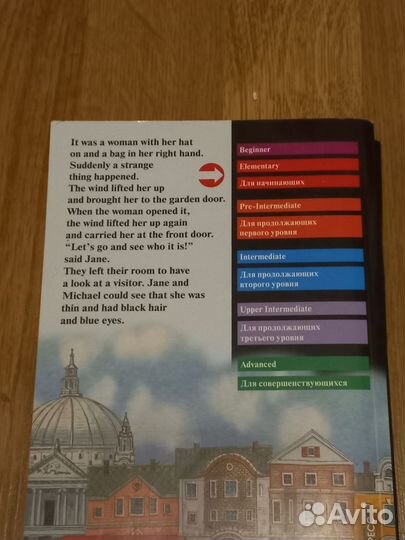 It was a woman with her hat
on and a bag in her right hand.
Suddenly a strange
thing happened.
The wind lifted her up
and brought her to the garden door.
When the woman opened it,
the wind lifted her up again
and carried her at the front door.
“Let’s go and see who it is!”
said Jane.
They left their room to have
a look at a visitor. Jane and
Michael could see that she was
thin and had black hair
and blue eyes.
Beginner
Elementary
Для начинающих
Pre-Intermediate
Для продолжающих
первого уровня
Intermediate
Для продолжающих
второго уровня
Upper Intermediate
Для продолжающих
третьего уровня
Advanced
Для совершенствующихся
Avito